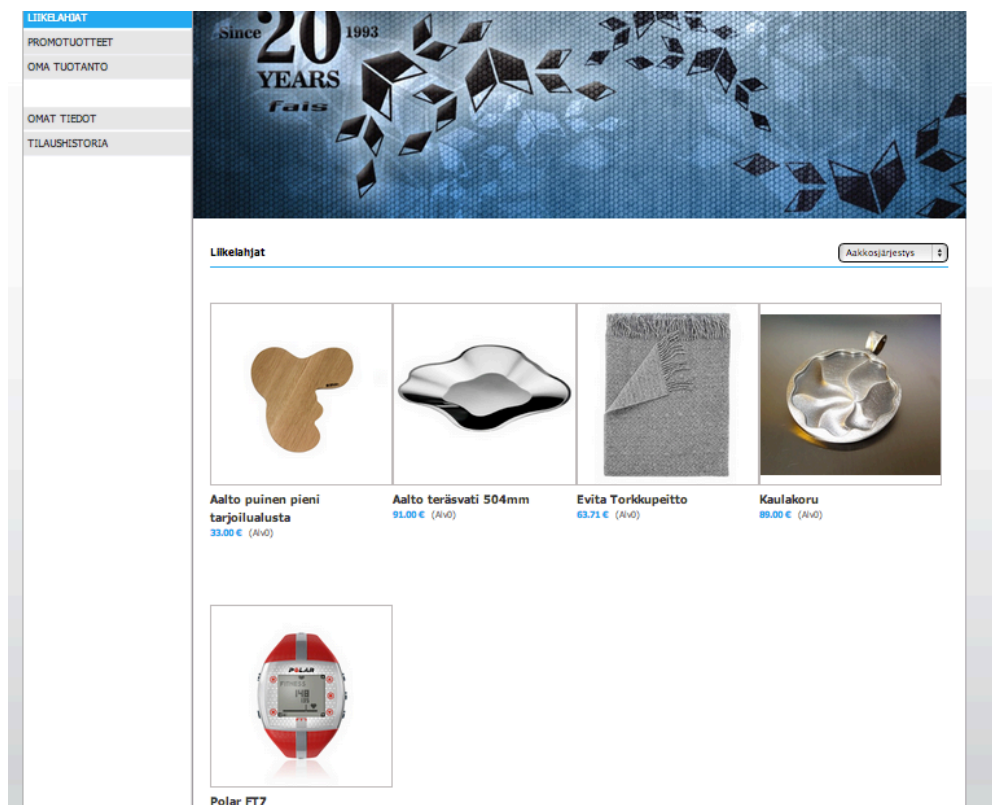 LIIKELAHJAT
PROMOTUOTTEET
OMA TUOTANTO
OMAT TIEDOT
TILAUSHISTORIA
Since 20 1993
YEARS
fais
Liikelahjat
Aakkosjärjestys
Aalto puinen pieni
tarjoilualusta
33.00 € (Alv0)
Aalto teräsvati 504mm
91.00 € (Alv0)
Evita Torkkupeitto
63.71 € (Alv0)
Kaulakoru
89.00 € (Alv0)
POLAR
FITNESS
Polar FT7